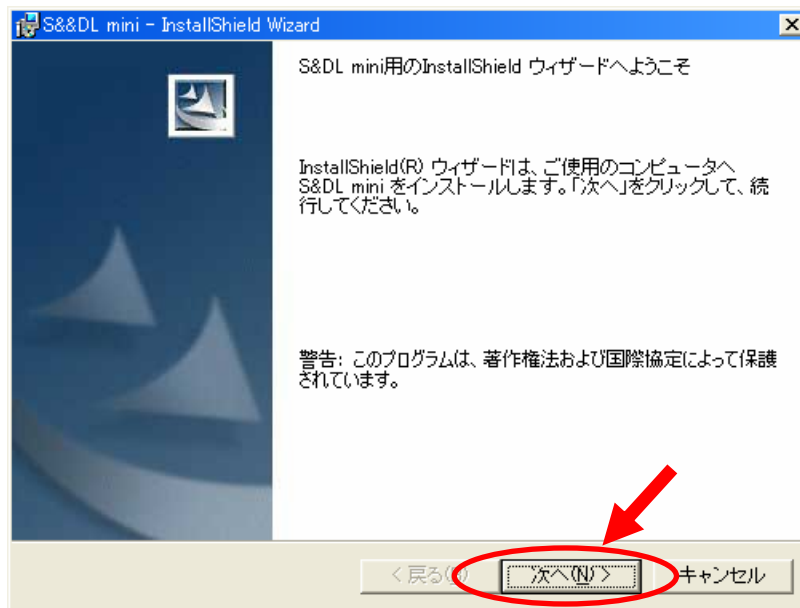 S&&DL mini - InstallShield Wizard
S&DL mini用のInstallShield ウィザードへようこそ
InstallShield(R) ウィザードは、ご使用のコンピュータへ
S&DL mini をインストールします。「次へ」をクリックして、続
行してください。
警告: このプログラムは、著作権法および国際協定によって保護
されています。
< 戻る(B) 次へ(N) > キャンセル